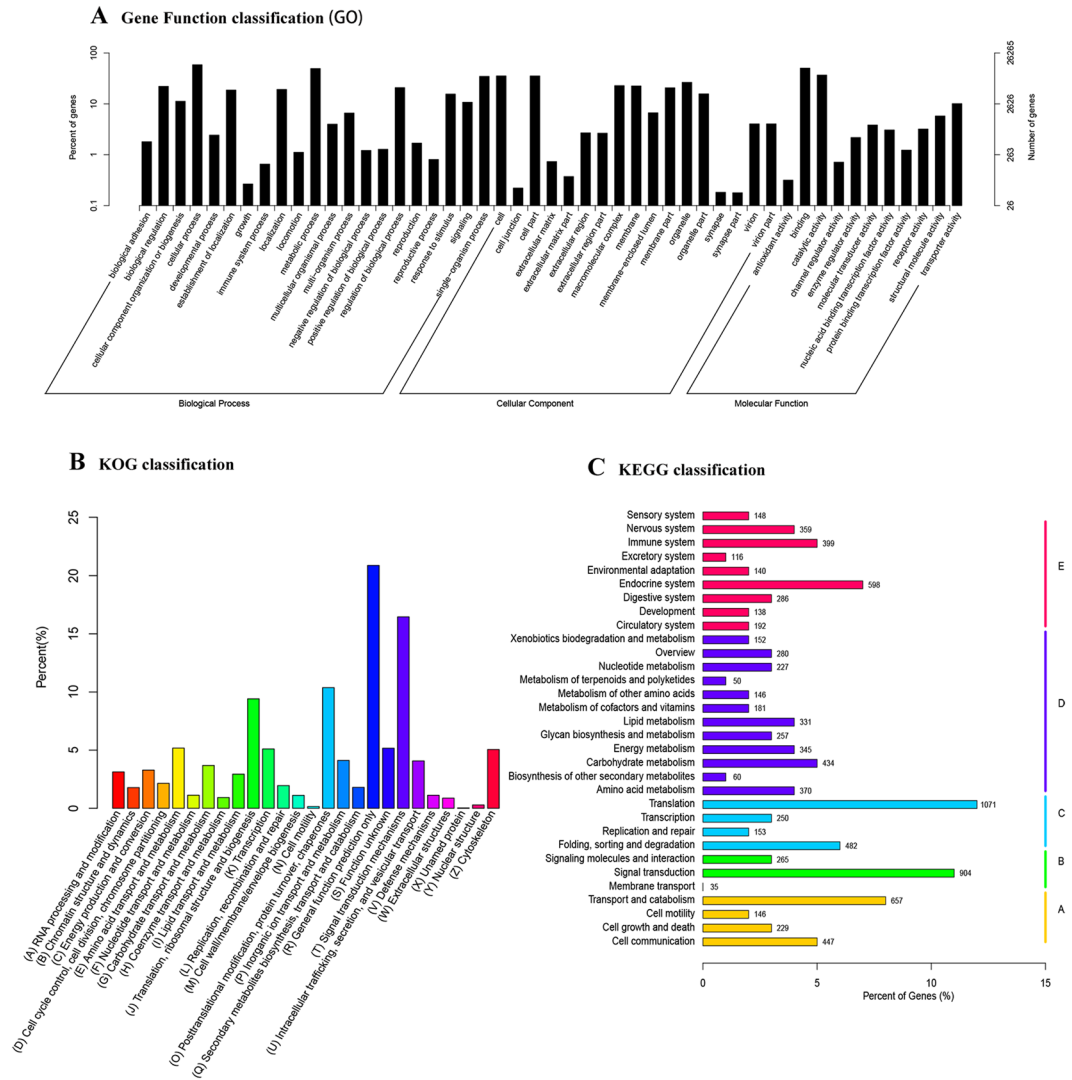 A Gene Function classification (GO)
Percent of genes
100
10
1
0.1
26265
2626
263
26
Number of genes
biological adhesion
biological regulation
cellular component organization or biogenesis
cellular process
developmental process
establishment of localization
growth
immune system process
localization
locomotion
metabolic process
multicellular organismal process
multi-organism process
negative regulation of biological process
positive regulation of biological process
regulation of biological process
reproduction
reproductive process
response to stimulus
signaling
single-organism process
cell
cell junction
cell part
extracellular matrix
extracellular matrix part
extracellular region
extracellular region part
macromolecular complex
membrane
membrane-enclosed lumen
membrane part
organelle
organelle part
synapse
synapse part
virion
virion part
antioxidant activity
binding
catalytic activity
channel regulator activity
enzyme regulator activity
molecular transducer activity
nucleic acid binding transcription factor activity
protein binding transcription factor activity
receptor activity
structural molecule activity
transporter activity
Biological Process
Cellular Component
Molecular Function
B KOG classification
Percent(%)
25
20
15
10
5
0
(A) RNA processing and modification
(B) Chromatin structure and dynamics
(C) Energy production and conversion
(D) Cell cycle control, cell division, chromosome partitioning
(E) Amino acid transport and metabolism
(F) Nucleotide transport and metabolism
(G) Carbohydrate transport and metabolism
(H) Coenzyme transport and metabolism
(I) Lipid transport and metabolism
(J) Translation, ribosomal structure and biogenesis
(K) Transcription
(L) Replication, recombination and repair
(M) Cell wall/membrane/envelope biogenesis
(N) Cell motility
(O) Posttranslational modification, protein turnover, chaperones
(P) Inorganic ion transport and metabolism
(Q) Secondary metabolites biosynthesis, transport and catabolism
(R) General function prediction only
(S) Function unknown
(T) Signal transduction mechanisms
(U) Intracellular trafficking, secretion, and vesicular transport
(V) Defense mechanisms
(W) Extracellular structures
(X) Unamed protein
(Y) Nuclear structure
(Z) Cytoskeleton
C KEGG classification
Sensory system 148
Nervous system 359
Immune system 399
Excretory system 116
Environmental adaptation 140
Endocrine system 598
Digestive system 286
Development 138
Circulatory system 192
E
Xenobiotics biodegradation and metabolism 152
Overview 280
Nucleotide metabolism 227
Metabolism of terpenoids and polyketides 50
Metabolism of other amino acids 146
Metabolism of cofactors and vitamins 181
Lipid metabolism 331
Glycan biosynthesis and metabolism 257
Energy metabolism 345
Carbohydrate metabolism 434
Biosynthesis of other secondary metabolites 60
Amino acid metabolism 370
D
Translation 1071
Transcription 250
Replication and repair 153
Folding, sorting and degradation 482
C
Signaling molecules and interaction 265
Signal transduction 904
Membrane transport 35
B
Transport and catabolism 657
Cell motility 146
Cell growth and death 229
Cell communication 447
A
0 5 10 15
Percent of Genes (%)